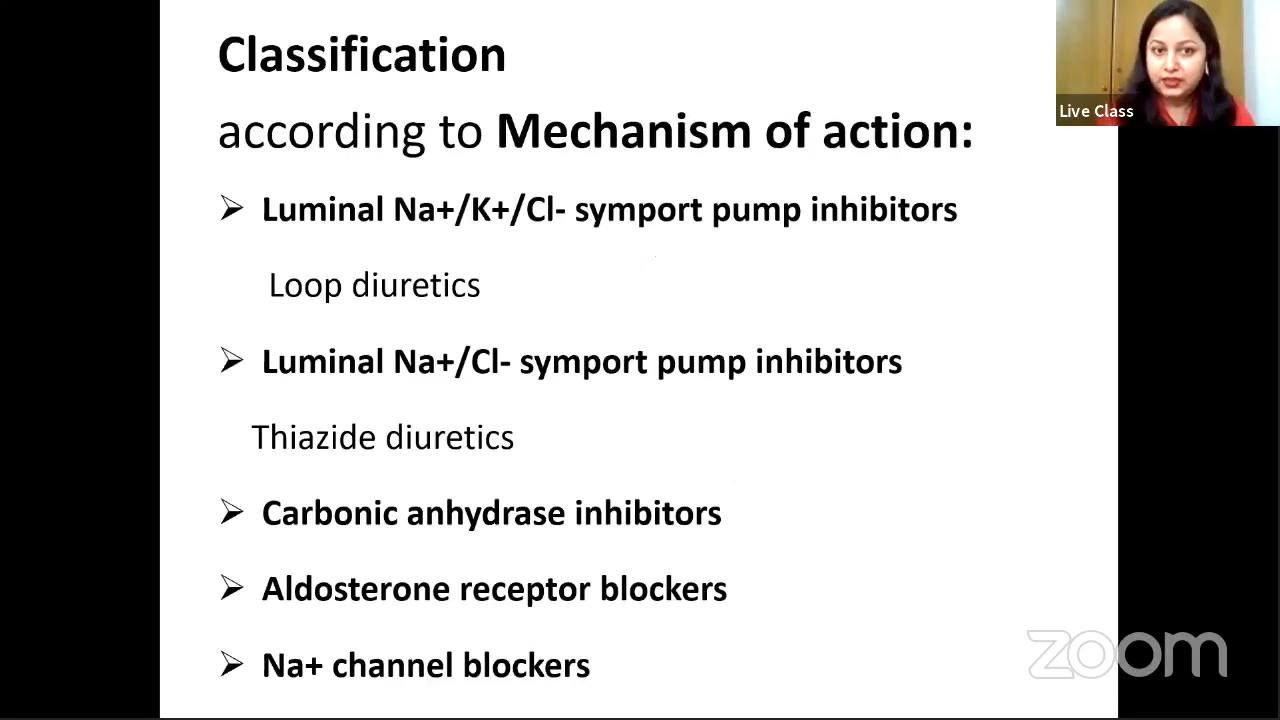 Classification
according to Mechanism of action:
Luminal Na+/K+/Cl- symport pump inhibitors
Loop diuretics
Luminal Na+/Cl- symport pump inhibitors
Thiazide diuretics
Carbonic anhydrase inhibitors
Aldosterone receptor blockers
Na+ channel blockers
Live Class
zoom